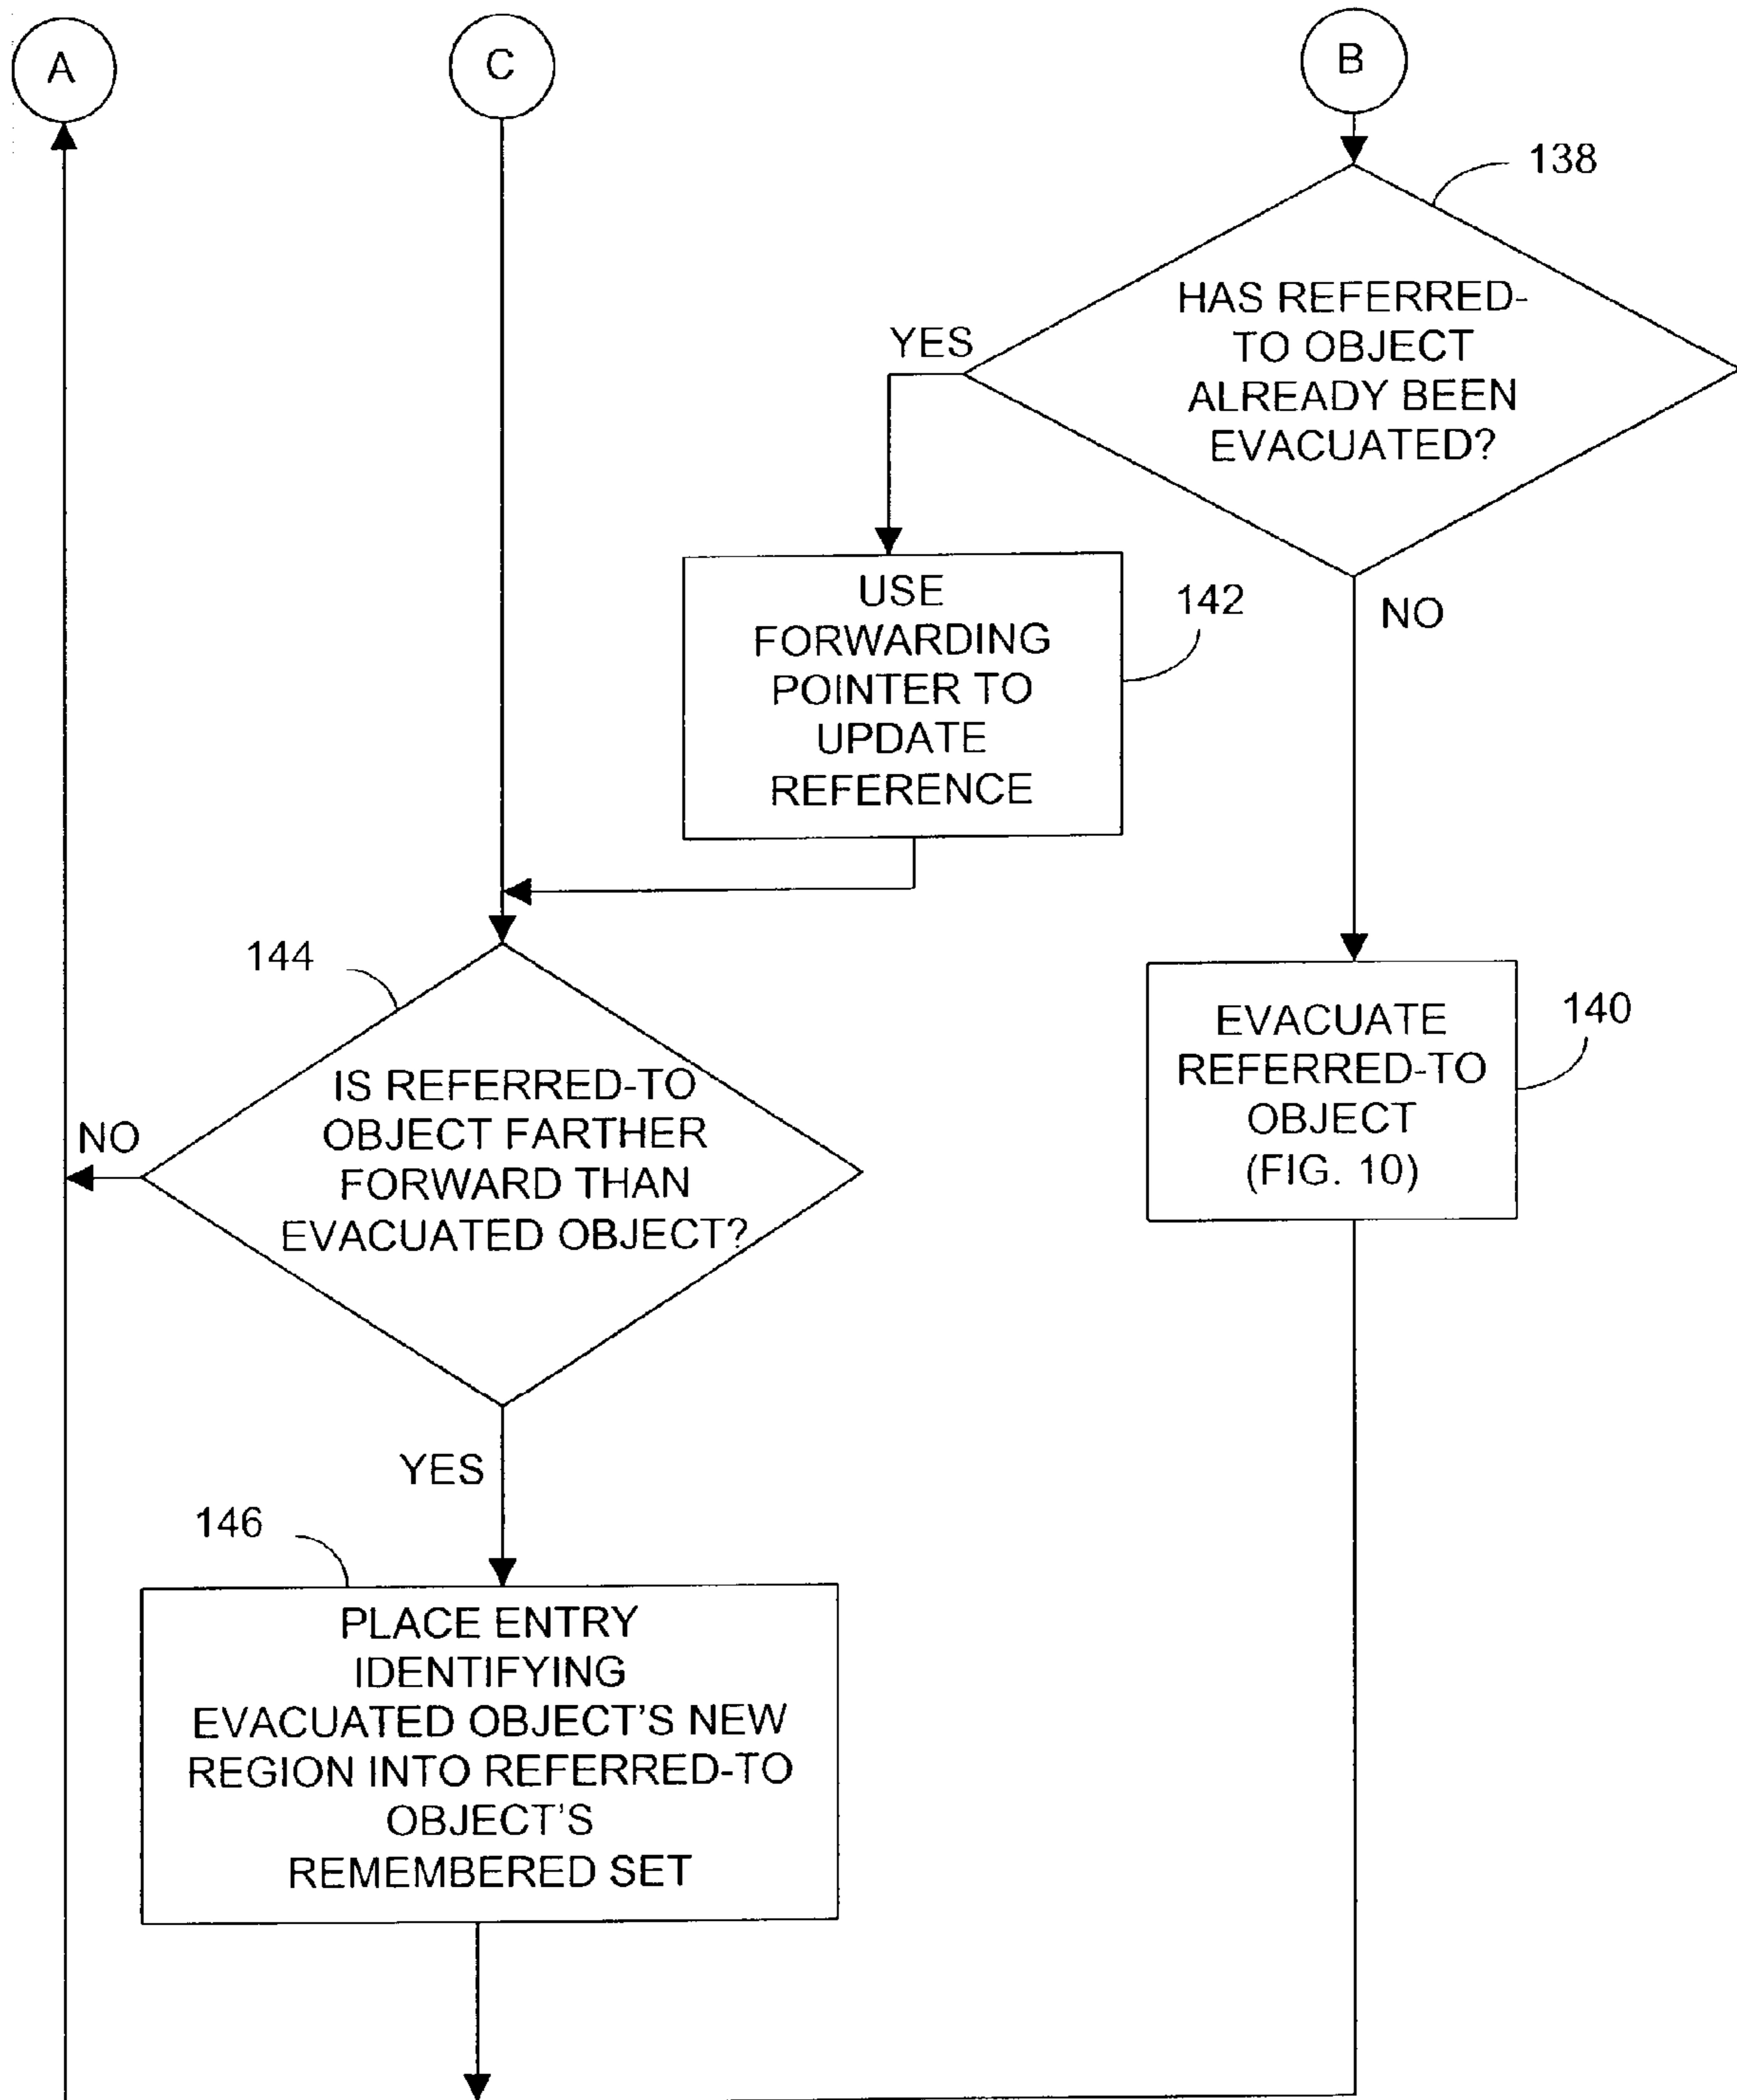 A
C
B
138
HAS REFERRED-
TO OBJECT
ALREADY BEEN
EVACUATED?
YES
NO
USE
FORWARDING
POINTER TO
UPDATE
REFERENCE
142
144
IS REFERRED-TO
OBJECT FARTHER
FORWARD THAN
EVACUATED OBJECT?
NO
YES
EVACUATE
REFERRED-TO
OBJECT
(FIG. 10)
140
146
PLACE ENTRY
IDENTIFYING
EVACUATED OBJECT'S NEW
REGION INTO REFERRED-TO
OBJECT'S
REMEMBERED SET